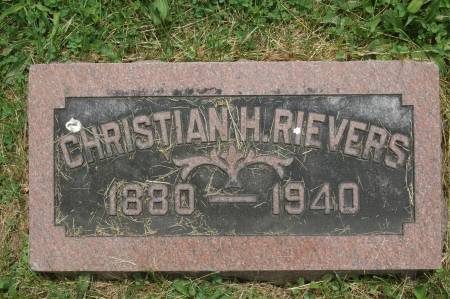 CHRISTIAN H. RIEVERS
1880 — 1940